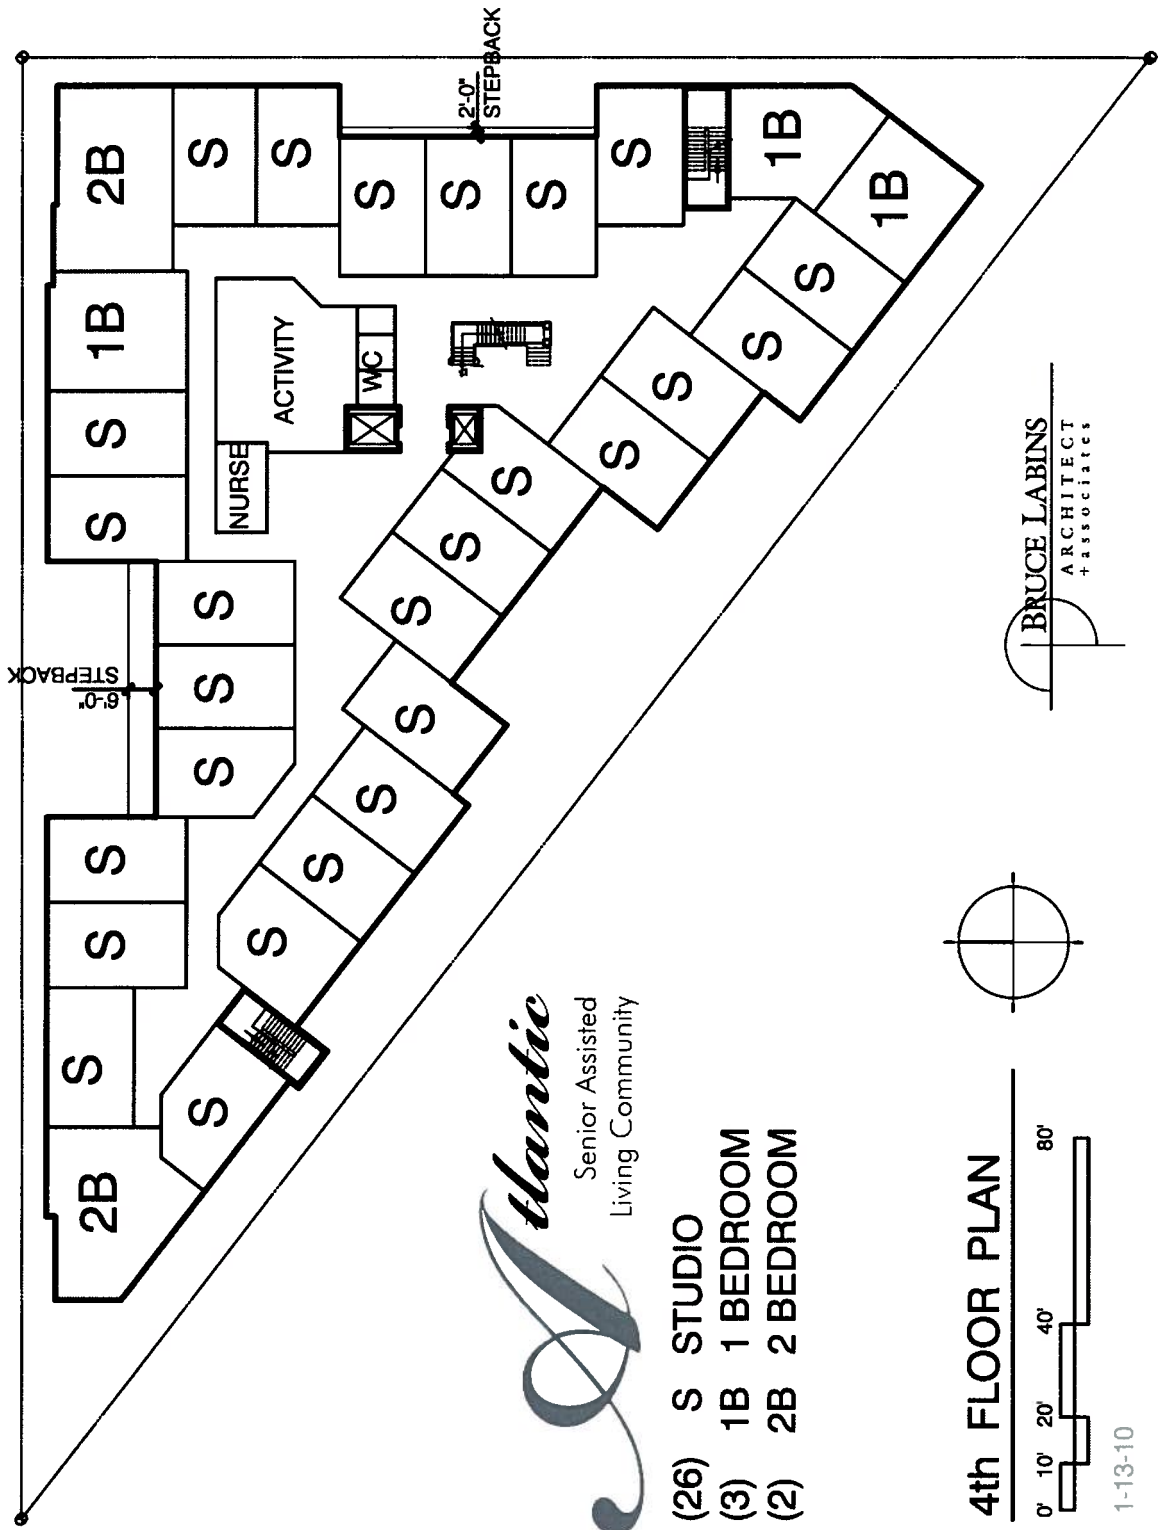 STEPBACK
6'-0"
2B
S
S
S
S
S
1B
2B
S
S
S
S
NURSE
S
S
ACTIVITY
S
S
WC
S
S
S
S
S
S
2'-0"
STEPBACK
S
S
S
S
S
S
1B
S
1B
Atlantic
Senior Assisted
Living Community
(26) S STUDIO
(3) 1B 1 BEDROOM
(2) 2B 2 BEDROOM
4th FLOOR PLAN
0' 10' 20' 40' 80'
1-13-10
BRUCE LABINS
ARCHITECT
+associates